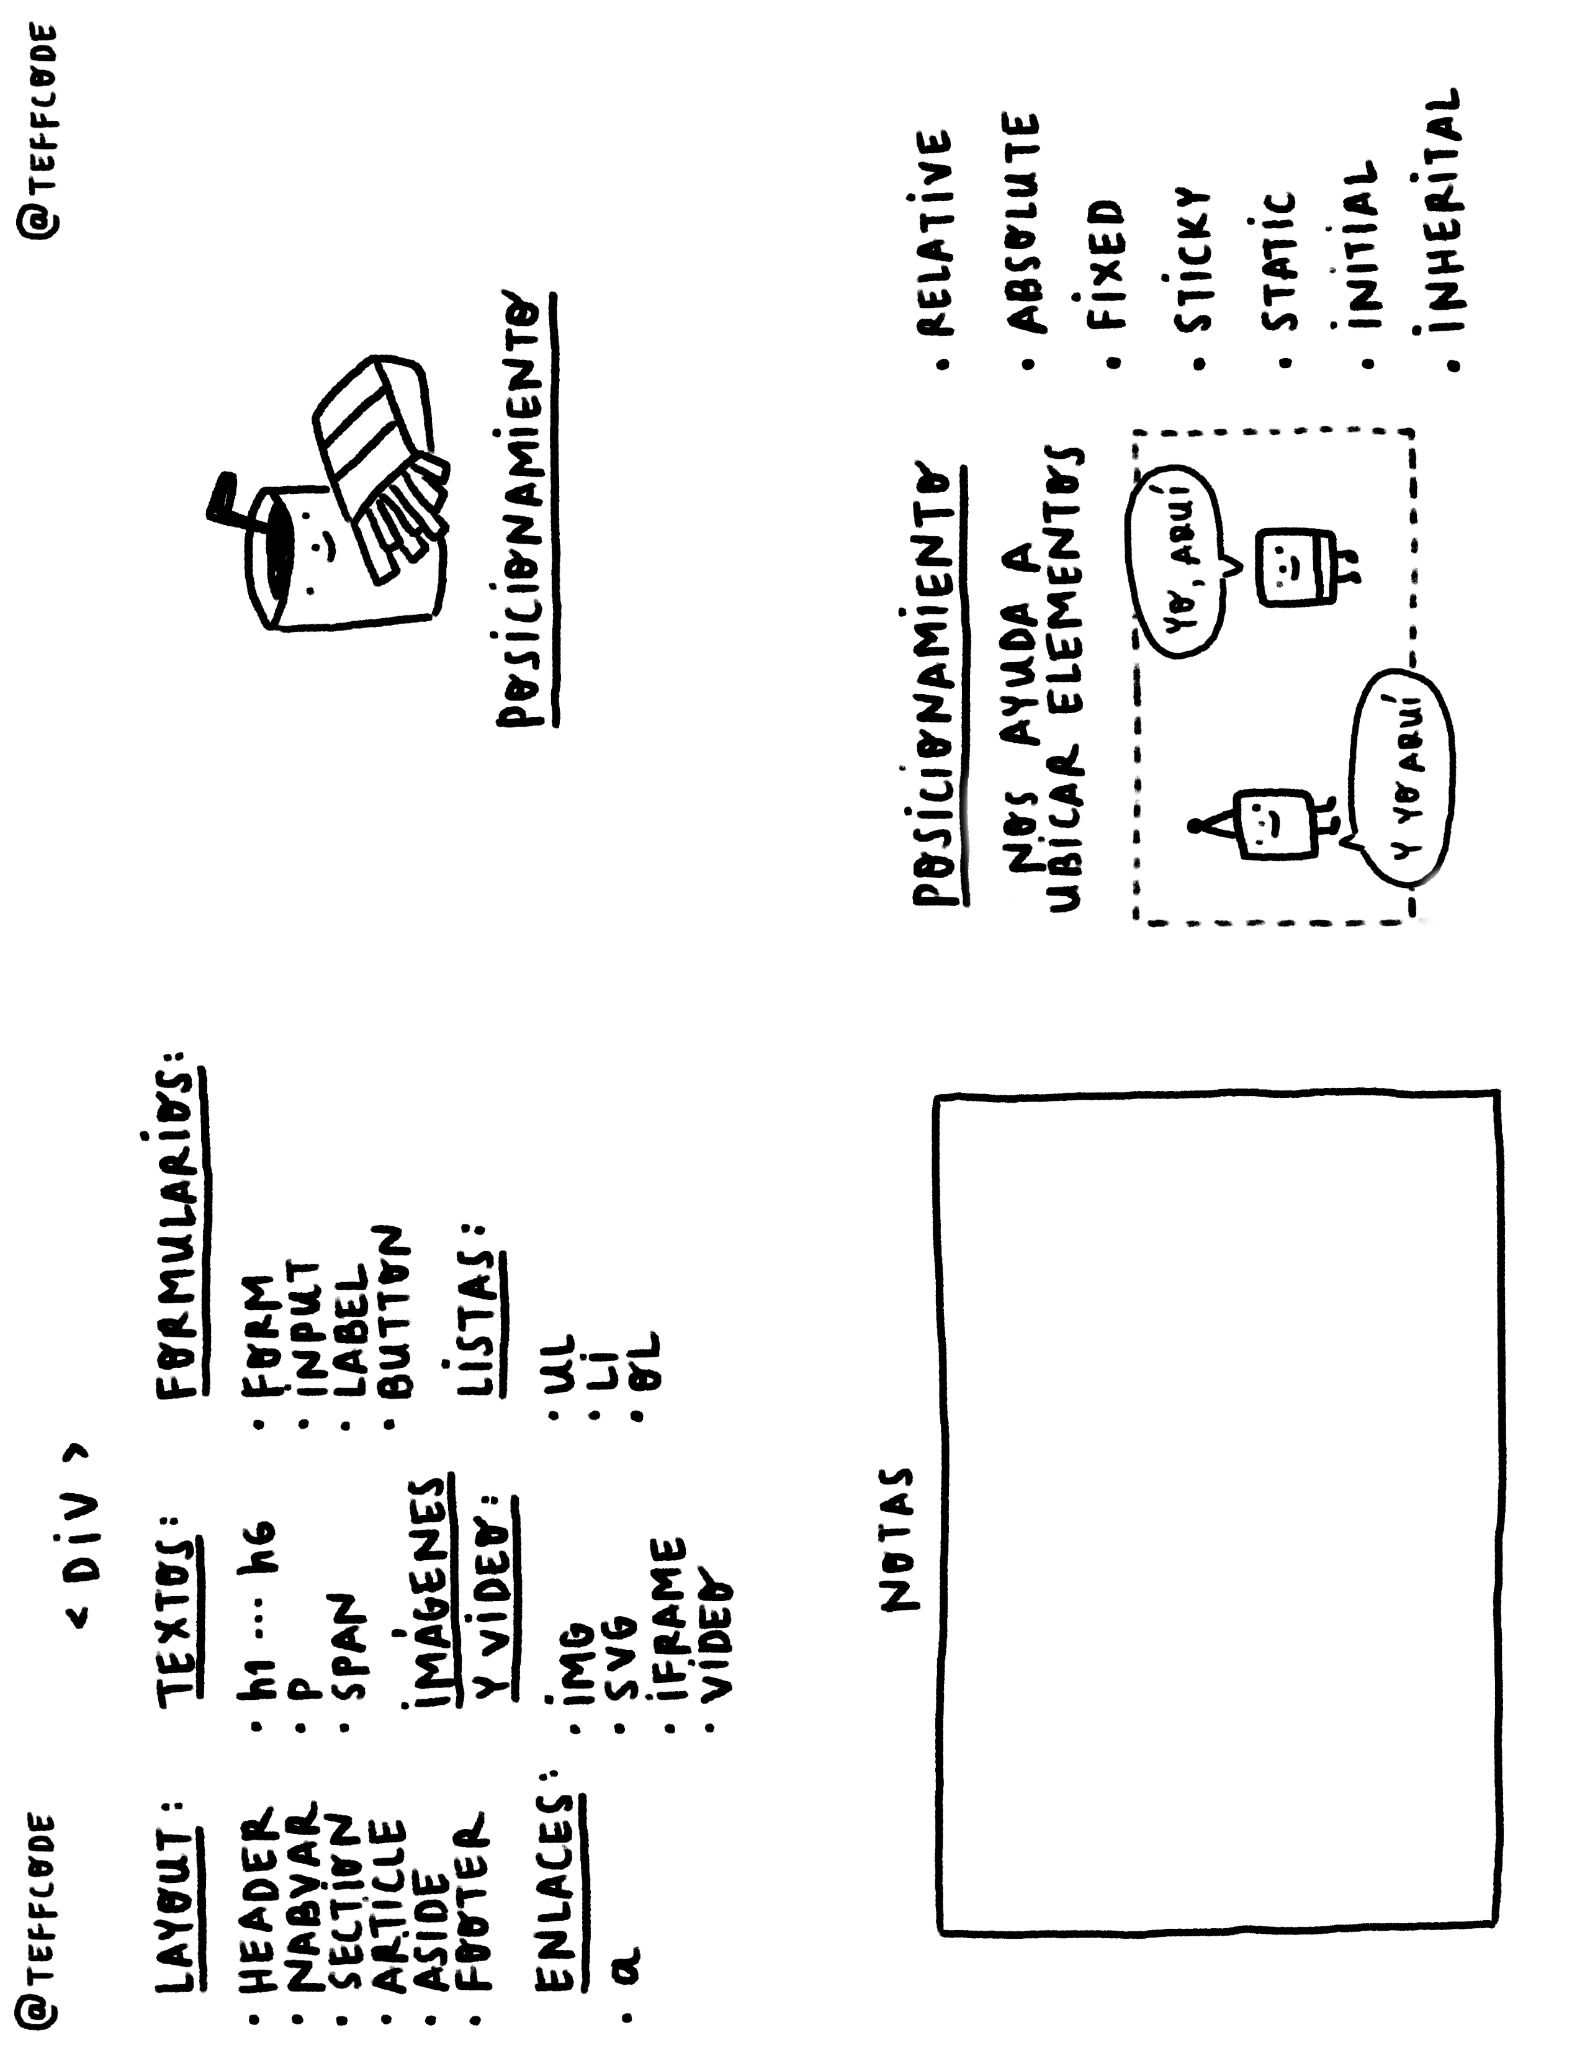 @TEFFCODE
<DIV>
LAYOUT:
• HEADER
• NABVAR
• SECTION
• ARTICLE
• ASIDE
• FOOTER
ENLACES:
• a
TEXTOS:
• h1 ... h6
• P
• SPAN
IMAGENES
Y VIDEO:
• IMG
• SVG
• IFRAME
• VIDEO
FORMULARIOS:
• FORM
• INPUT
• LABEL
• BUTTON
LISTAS:
• UL
• LI
• OL
NOTAS
@TEFFCODE
POSICIONAMIENTO
POSICIONAMIENTO
NOS AYUDA A
UBICAR ELEMENTOS
YO, AQUÍ
Y YO AQUÍ
• RELATIVE
• ABSOLUTE
• FIXED
• STICKY
• STATIC
• INITIAL
• INHERITAL